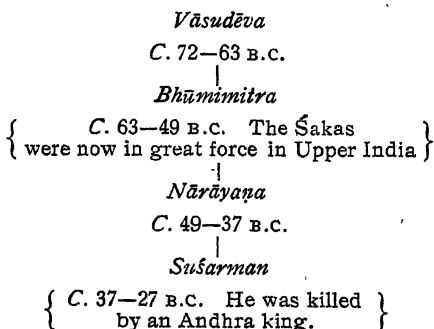 Vāsudēva
C. 72—63 B.C.
Bhūmimitra
C. 63—49 B.C. The Śakas
were now in great force in Upper India
Nārāyaṇa
C. 49—37 B.C.
Suśarman
C. 37—27 B.C. He was killed
by an Andhra king.